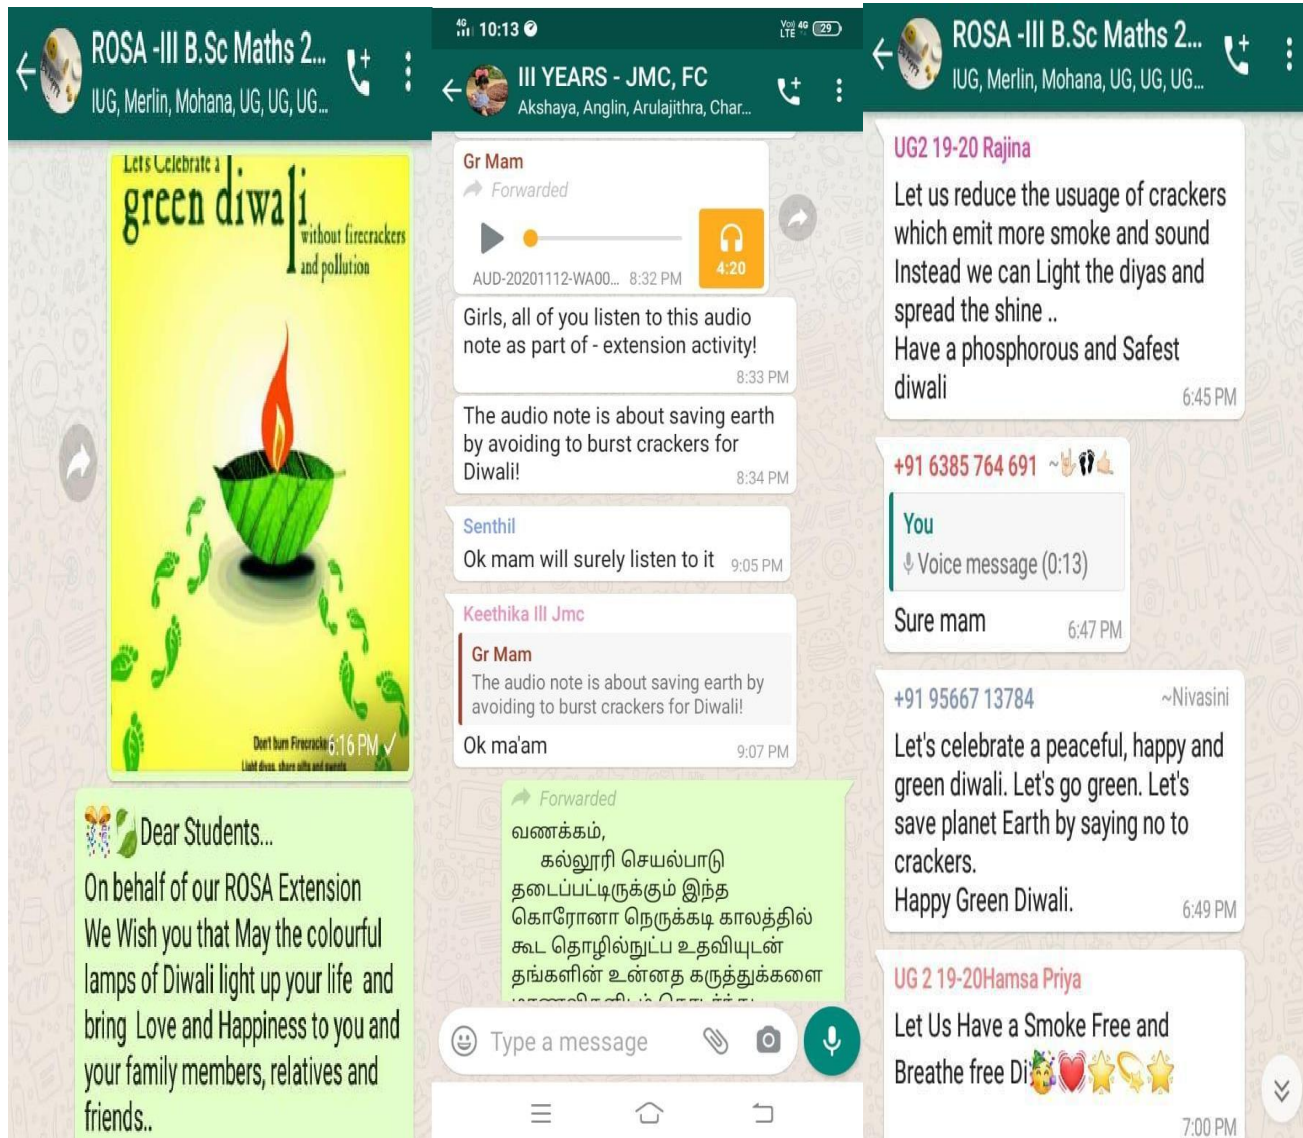 ROSA -III B.Sc Maths 2...
IUG, Merlin, Mohana, UG, UG, UG...
Let's Celebrate a
green diwali
without firecrackers
and pollution
Don't burn Firecracke
6:16 PM
Light diyas, share gifts and sweets
Dear Students...
On behalf of our ROSA Extension
We Wish you that May the colourful
lamps of Diwali light up your life and
bring Love and Happiness to you and
your family members, relatives and
friends..
4G 10:13
Vo) 4G LTE 29
III YEARS - JMC, FC
Akshaya, Anglin, Arulajithra, Char...
Gr Mam
Forwarded
4:20
AUD-20201112-WA00... 8:32 PM
Girls, all of you listen to this audio
note as part of - extension activity!
8:33 PM
The audio note is about saving earth
by avoiding to burst crackers for
Diwali!
8:34 PM
Senthil
Ok mam will surely listen to it 9:05 PM
Keethika III Jmc
Gr Mam
The audio note is about saving earth by
avoiding to burst crackers for Diwali!
Ok ma'am 9:07 PM
Forwarded
வணக்கம்,
கல்லூரி செயல்பாடு
தடைப்பட்டிருக்கும் இந்த
கொரோனா நெருக்கடி காலத்தில்
கூட தொழில்நுட்ப உதவியுடன்
தங்களின் உன்னத கருத்துக்களை
Type a message
ROSA -III B.Sc Maths 2...
IUG, Merlin, Mohana, UG, UG, UG...
UG2 19-20 Rajina
Let us reduce the usuage of crackers
which emit more smoke and sound
Instead we can Light the diyas and
spread the shine ..
Have a phosphorous and Safest
diwali 6:45 PM
+91 6385 764 691 ~🤟🏻👣🤙🏻
You
Voice message (0:13)
Sure mam 6:47 PM
+91 95667 13784 ~Nivasini
Let's celebrate a peaceful, happy and
green diwali. Let's go green. Let's
save planet Earth by saying no to
crackers.
Happy Green Diwali. 6:49 PM
UG 2 19-20Hamsa Priya
Let Us Have a Smoke Free and
Breathe free Di🥳💓🌟💫🌟
7:00 PM